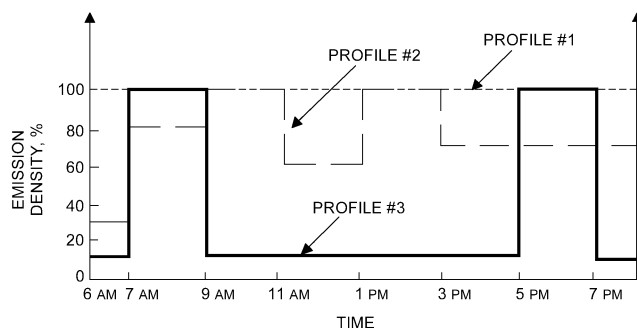 PROFILE #1
PROFILE #2
100
80
60
40
20
0
EMISSION
DENSITY, %
PROFILE #3
6 AM 7 AM 9 AM 11 AM 1 PM 3 PM 5 PM 7 PM
TIME